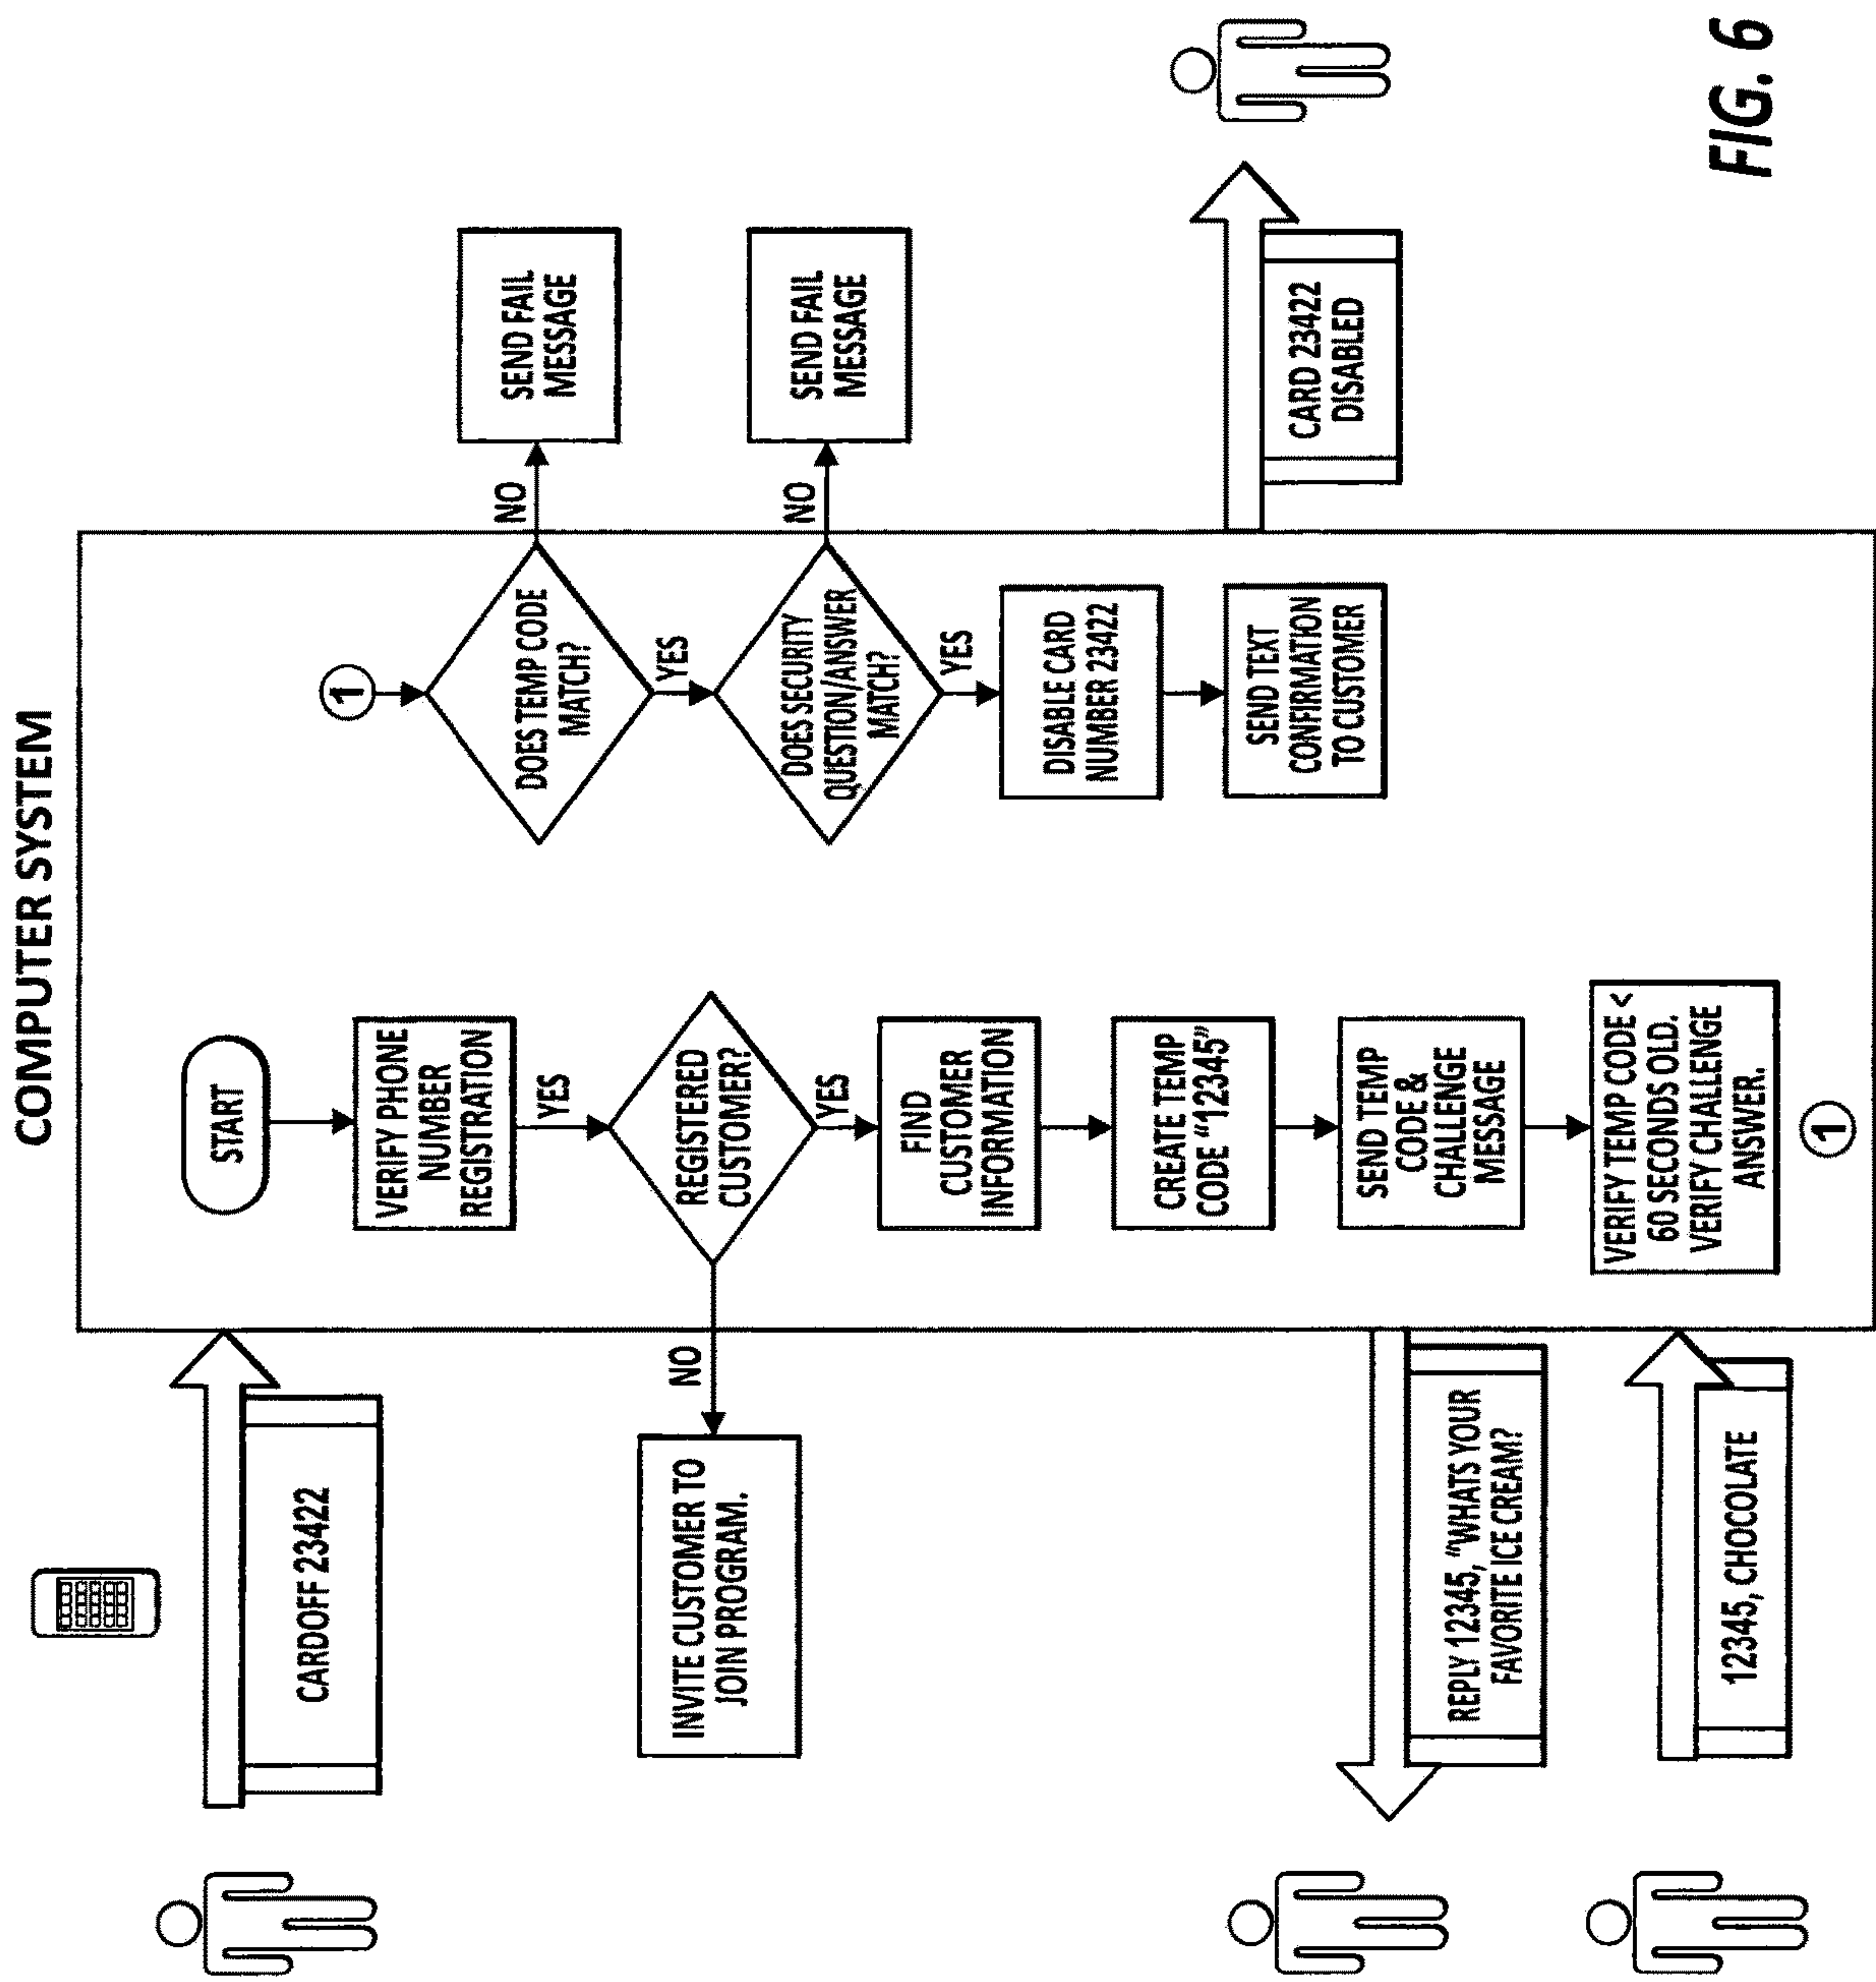 COMPUTER SYSTEM
CARDOFF 23422
START
VERIFY PHONE
NUMBER
REGISTRATION
YES
REGISTERED
CUSTOMER?
NO
INVITE CUSTOMER TO
JOIN PROGRAM.
YES
FIND
CUSTOMER
INFORMATION
CREATE TEMP
CODE "12345"
SEND TEMP
CODE &
CHALLENGE
MESSAGE
REPLY 12345, "WHATS YOUR
FAVORITE ICE CREAM?
12345, CHOCOLATE
VERIFY TEMP CODE <
60 SECONDS OLD.
VERIFY CHALLENGE
ANSWER.
1
1
DOES TEMP CODE
MATCH?
NO
SEND FAIL
MESSAGE
YES
DOES SECURITY
QUESTION/ANSWER
MATCH?
NO
SEND FAIL
MESSAGE
YES
DISABLE CARD
NUMBER 23422
SEND TEXT
CONFIRMATION
TO CUSTOMER
CARD 23422
DISABLED
FIG. 6